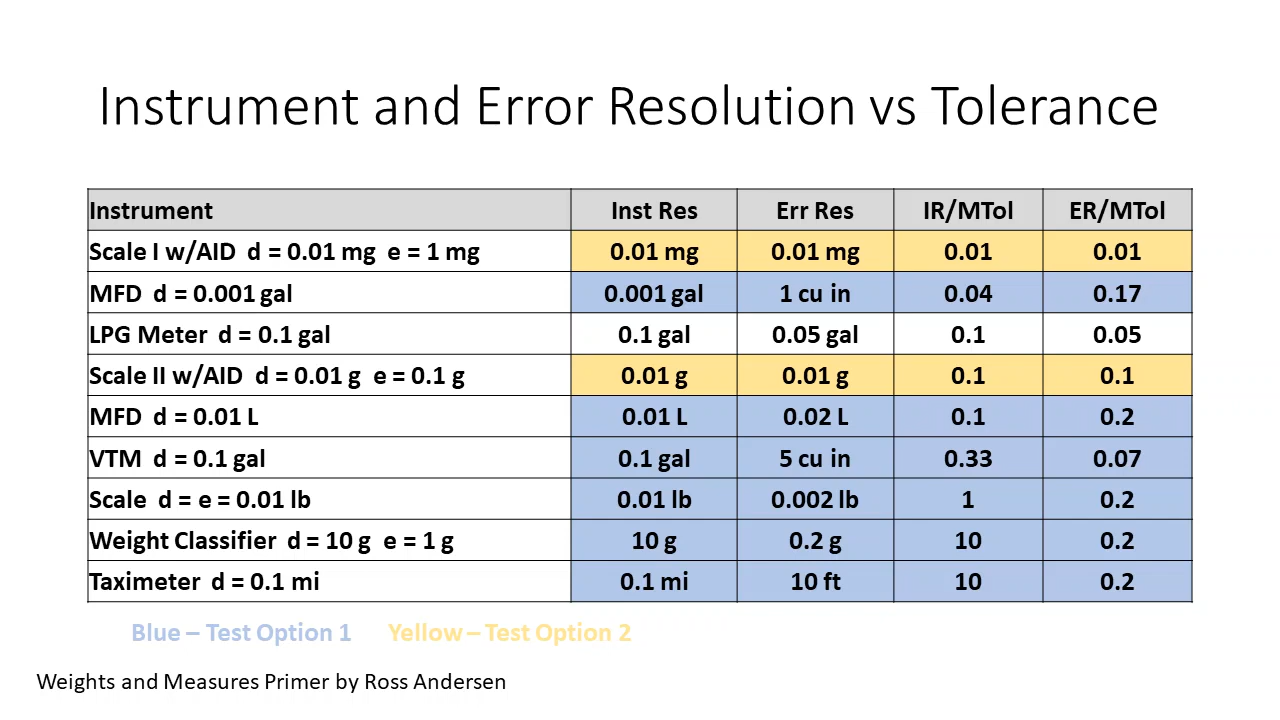 Instrument and Error Resolution vs Tolerance
Instrument Inst Res Err Res IR/MTol ER/MTol
Scale I w/AID d = 0.01 mg e = 1 mg 0.01 mg 0.01 mg 0.01 0.01
MFD d = 0.001 gal 0.001 gal 1 cu in 0.04 0.17
LPG Meter d = 0.1 gal 0.1 gal 0.05 gal 0.1 0.05
Scale II w/AID d = 0.01 g e = 0.1 g 0.01 g 0.01 g 0.1 0.1
MFD d = 0.01 L 0.01 L 0.02 L 0.1 0.2
VTM d = 0.1 gal 0.1 gal 5 cu in 0.33 0.07
Scale d = e = 0.01 lb 0.01 lb 0.002 lb 1 0.2
Weight Classifier d = 10 g e = 1 g 10 g 0.2 g 10 0.2
Taximeter d = 0.1 mi 0.1 mi 10 ft 10 0.2
Blue – Test Option 1 Yellow – Test Option 2
Weights and Measures Primer by Ross Andersen